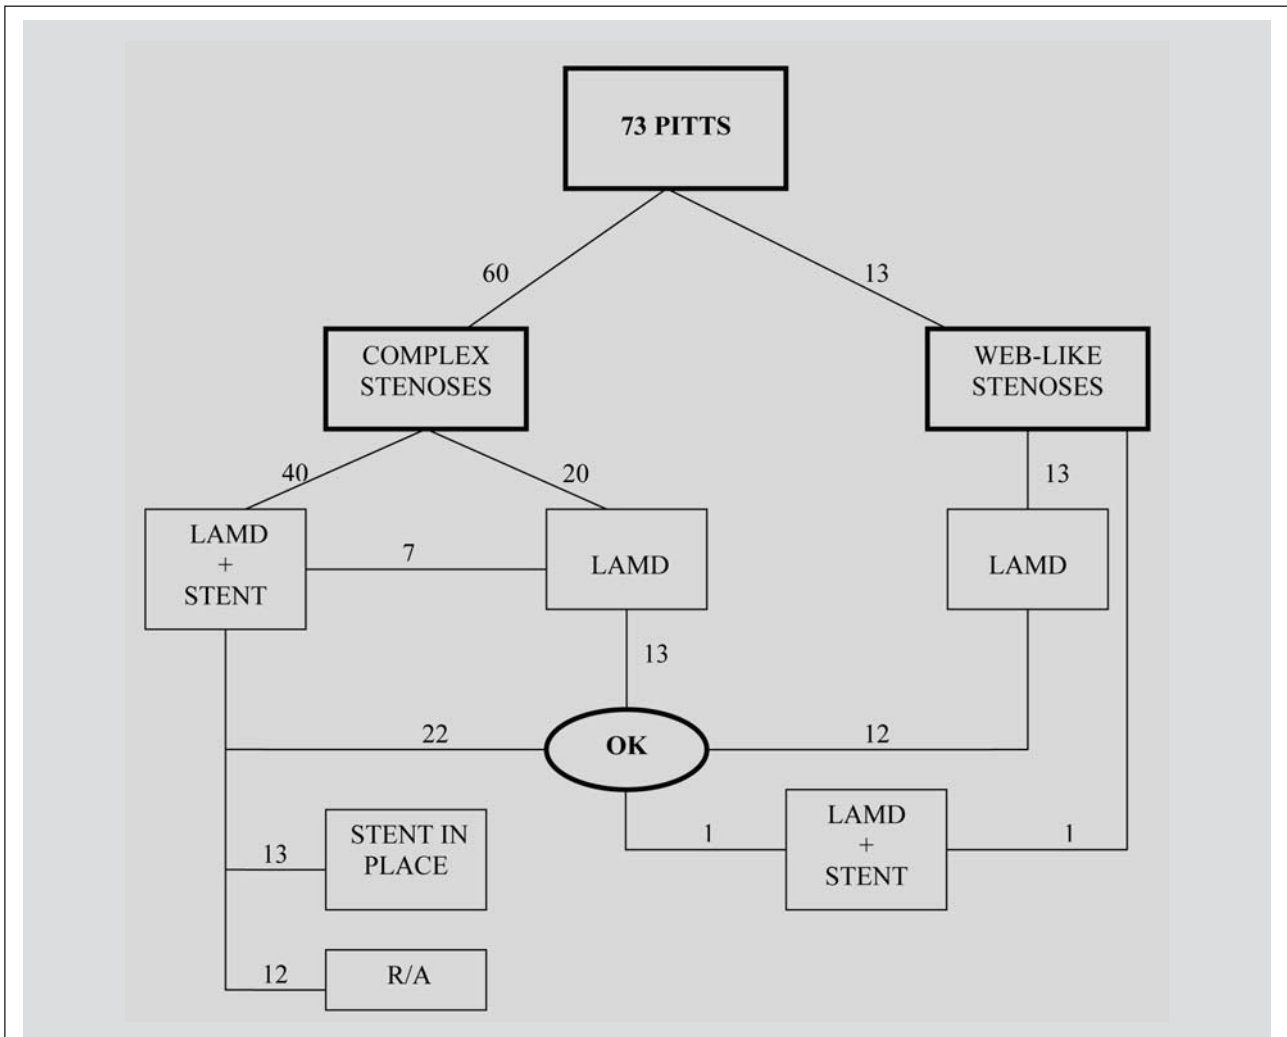 73 PITTS
60
13
COMPLEX
STENOSES
WEB-LIKE
STENOSES
40
20
13
LAMD
+
STENT
7
LAMD
LAMD
13
22
OK
12
LAMD
+
STENT
1
1
13
STENT IN
PLACE
12
R/A